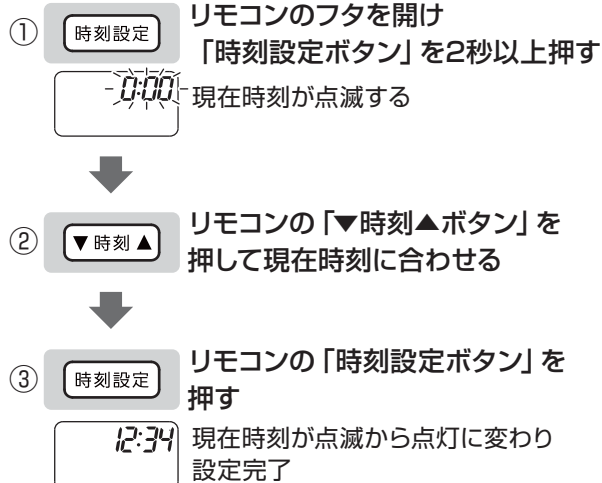 ①
時刻設定
リモコンのフタを開け
「時刻設定ボタン」を2秒以上押す
0:00
現在時刻が点滅する
②
▼時刻▲
リモコンの「▼時刻▲ボタン」を
押して現在時刻に合わせる
③
時刻設定
リモコンの「時刻設定ボタン」を
押す
12:34
現在時刻が点滅から点灯に変わり
設定完了